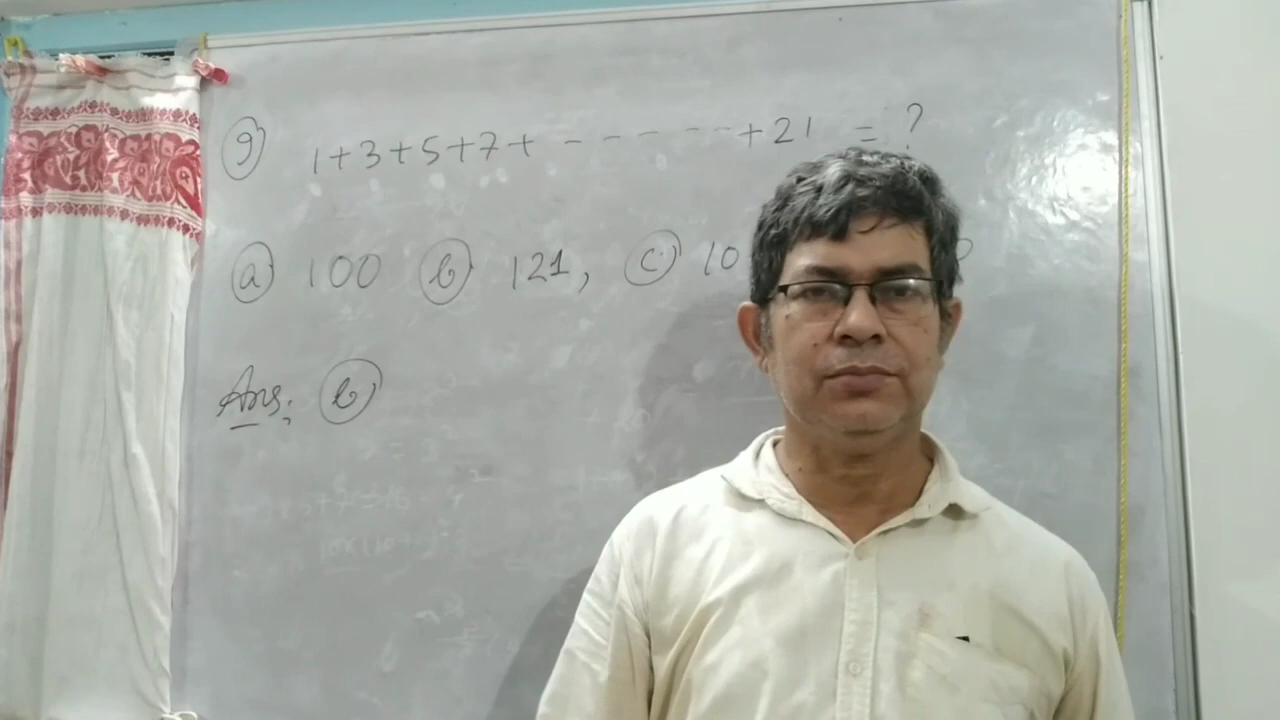 9 1+3+5+7+ - - - - - - +21 = ?
a 100 b 121, c 10
Ans: b